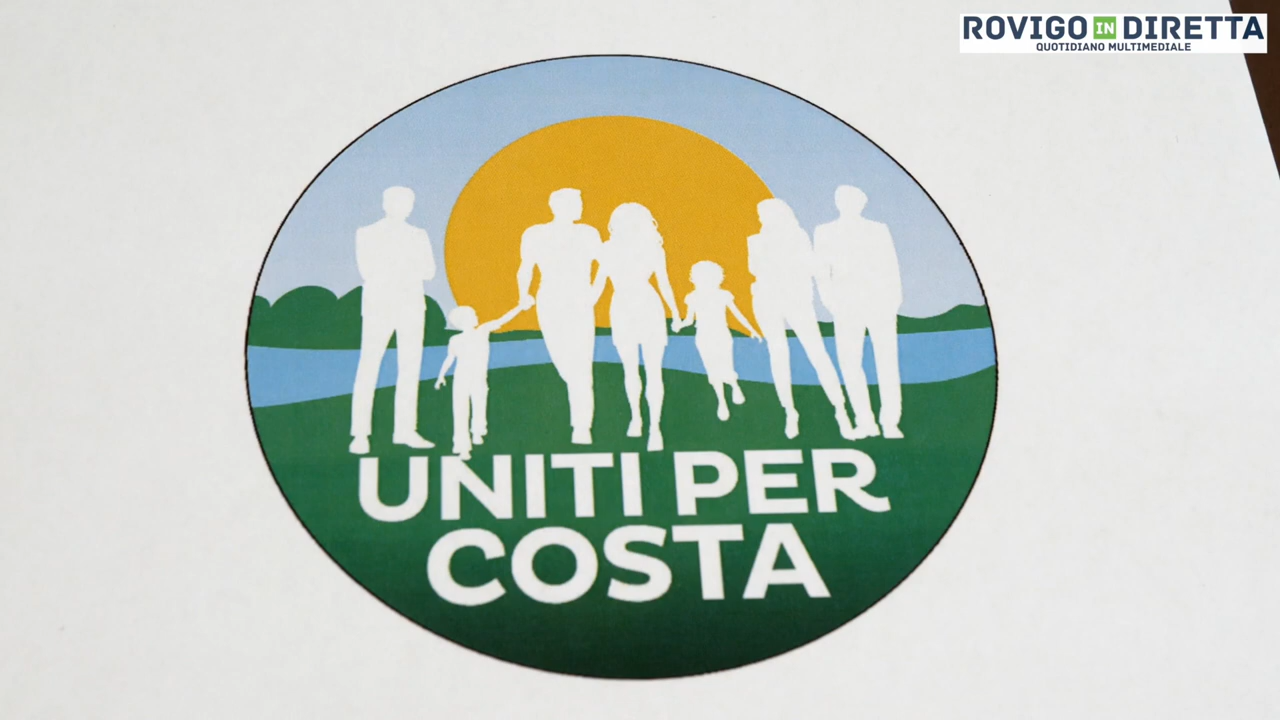 ROVIGO IN DIRETTA
QUOTIDIANO MULTIMEDIALE
UNITI PER
COSTA